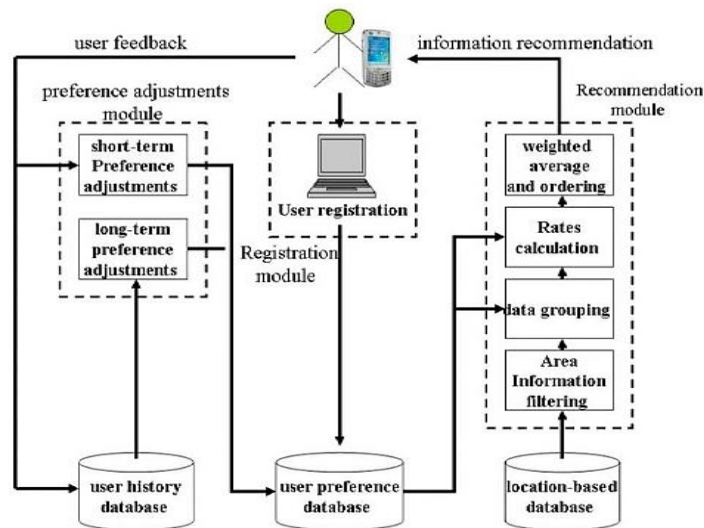 user feedback
information recommendation
preference adjustments
module
Recommendation
module
short-term
Preference
adjustments
long-term
preference
adjustments
User registration
Registration
module
weighted
average
and ordering
Rates
calculation
data grouping
Area
Information
filtering
user history
database
user preference
database
location-based
database